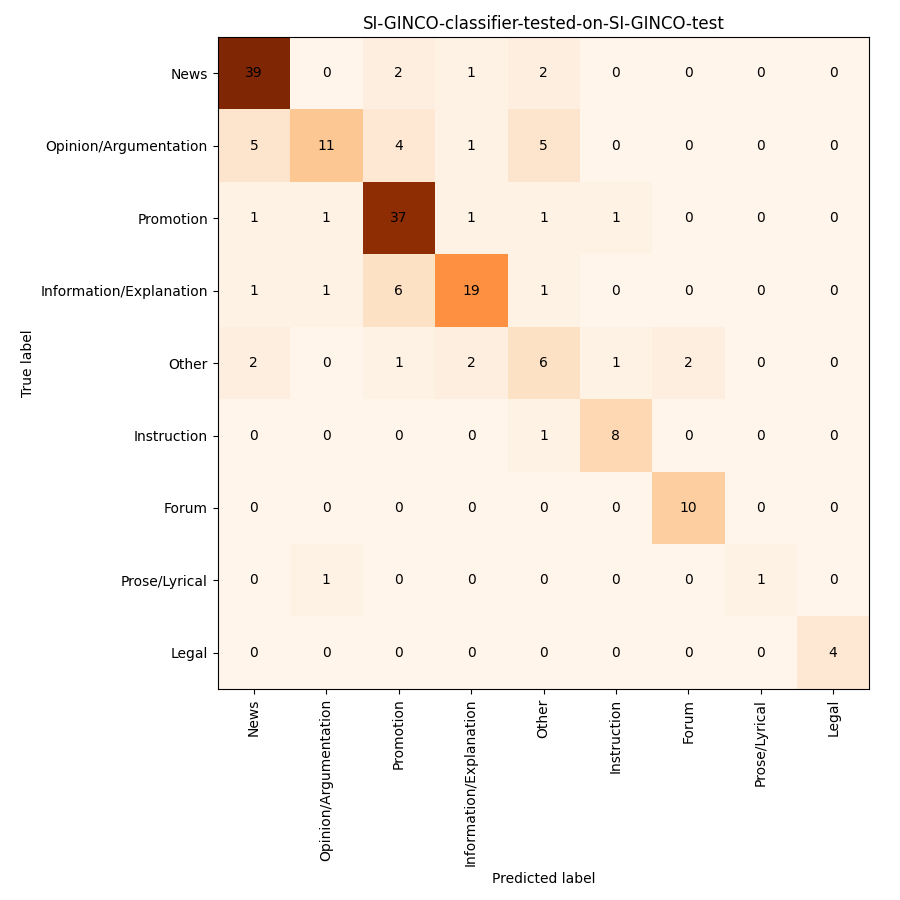 SI-GINCO-classifier-tested-on-SI-GINCO-test
True label
News 39 0 2 1 2 0 0 0 0
Opinion/Argumentation 5 11 4 1 5 0 0 0 0
Promotion 1 1 37 1 1 1 0 0 0
Information/Explanation 1 1 6 19 1 0 0 0 0
Other 2 0 1 2 6 1 2 0 0
Instruction 0 0 0 0 1 8 0 0 0
Forum 0 0 0 0 0 0 10 0 0
Prose/Lyrical 0 1 0 0 0 0 0 1 0
Legal 0 0 0 0 0 0 0 0 4
News
Opinion/Argumentation
Promotion
Information/Explanation
Other
Instruction
Forum
Prose/Lyrical
Legal
Predicted label